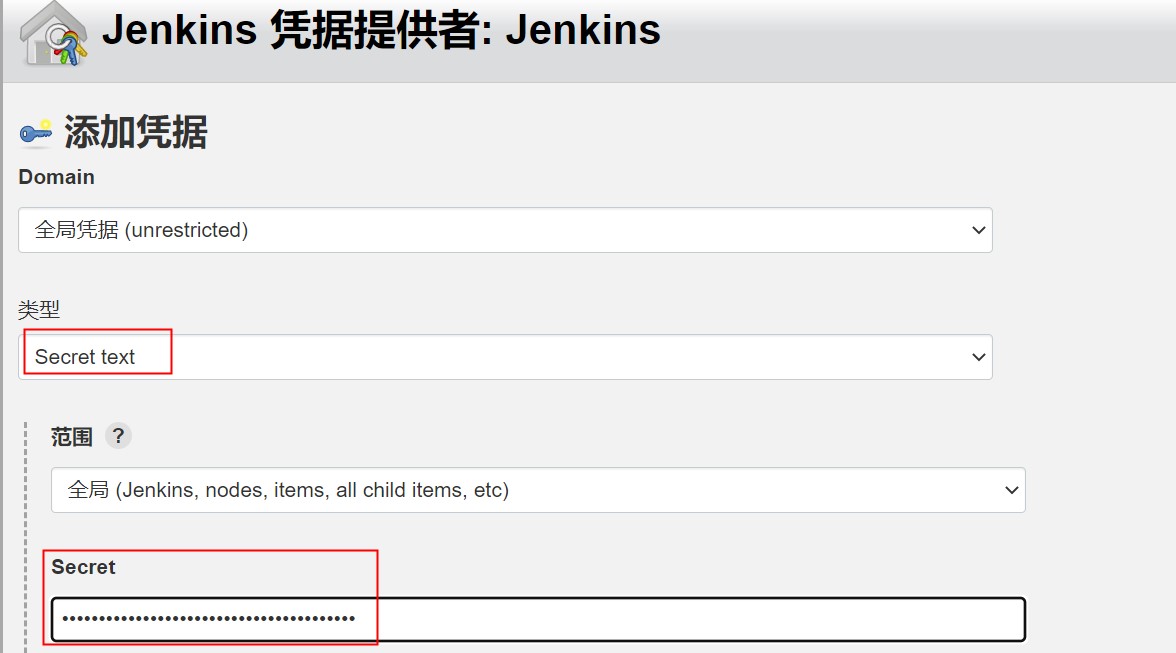 Jenkins 凭据提供者: Jenkins
添加凭据
Domain
全局凭据 (unrestricted)
类型
Secret text
范围 ?
全局 (Jenkins, nodes, items, all child items, etc)
Secret
••••••••••••••••••••••••••••••••••••••••